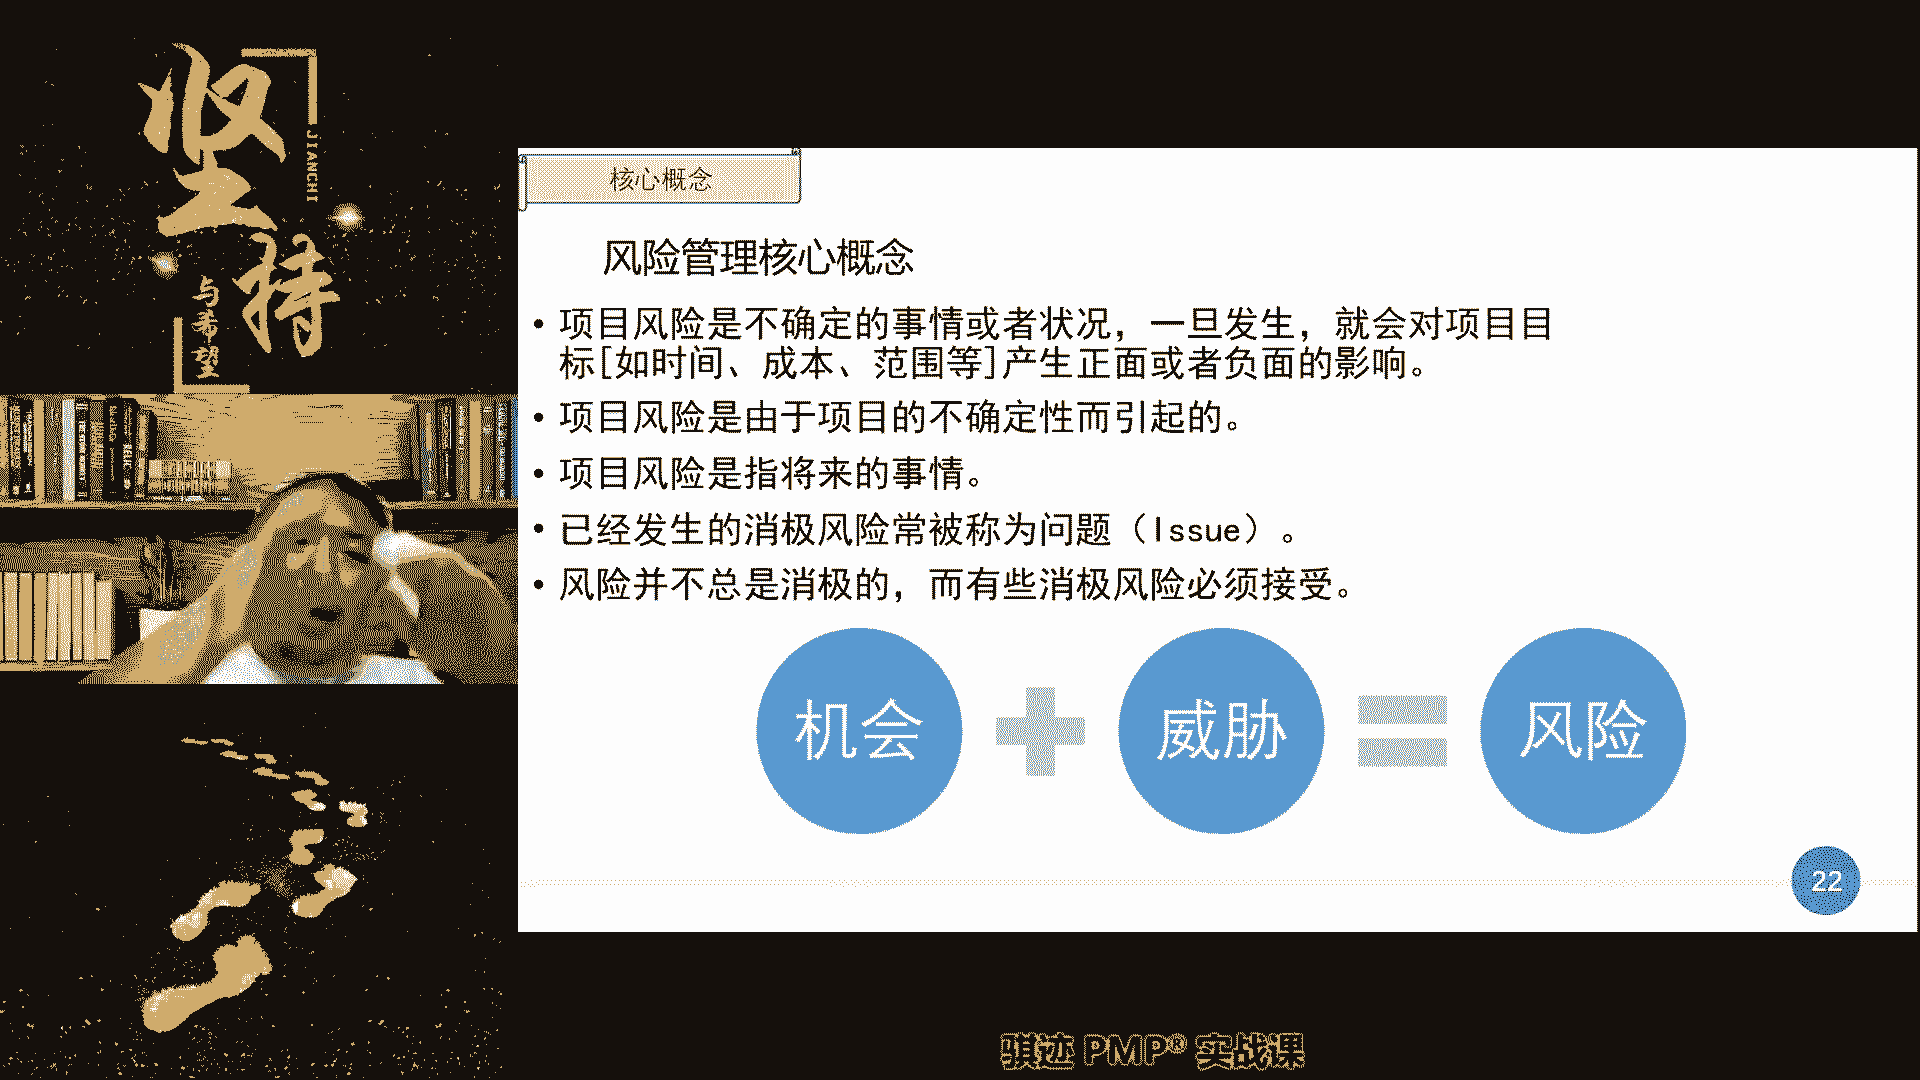 坚持
JIANCHI
与希望
核心概念
风险管理核心概念
• 项目风险是不确定的事情或者状况，一旦发生，就会对项目目
标[如时间、成本、范围等]产生正面或者负面的影响。
• 项目风险是由于项目的不确定性而引起的。
• 项目风险是指将来的事情。
• 已经发生的消极风险常被称为问题（Issue）。
• 风险并不总是消极的，而有些消极风险必须接受。
机会
威胁
风险
22
骐迹 PMP® 实战课